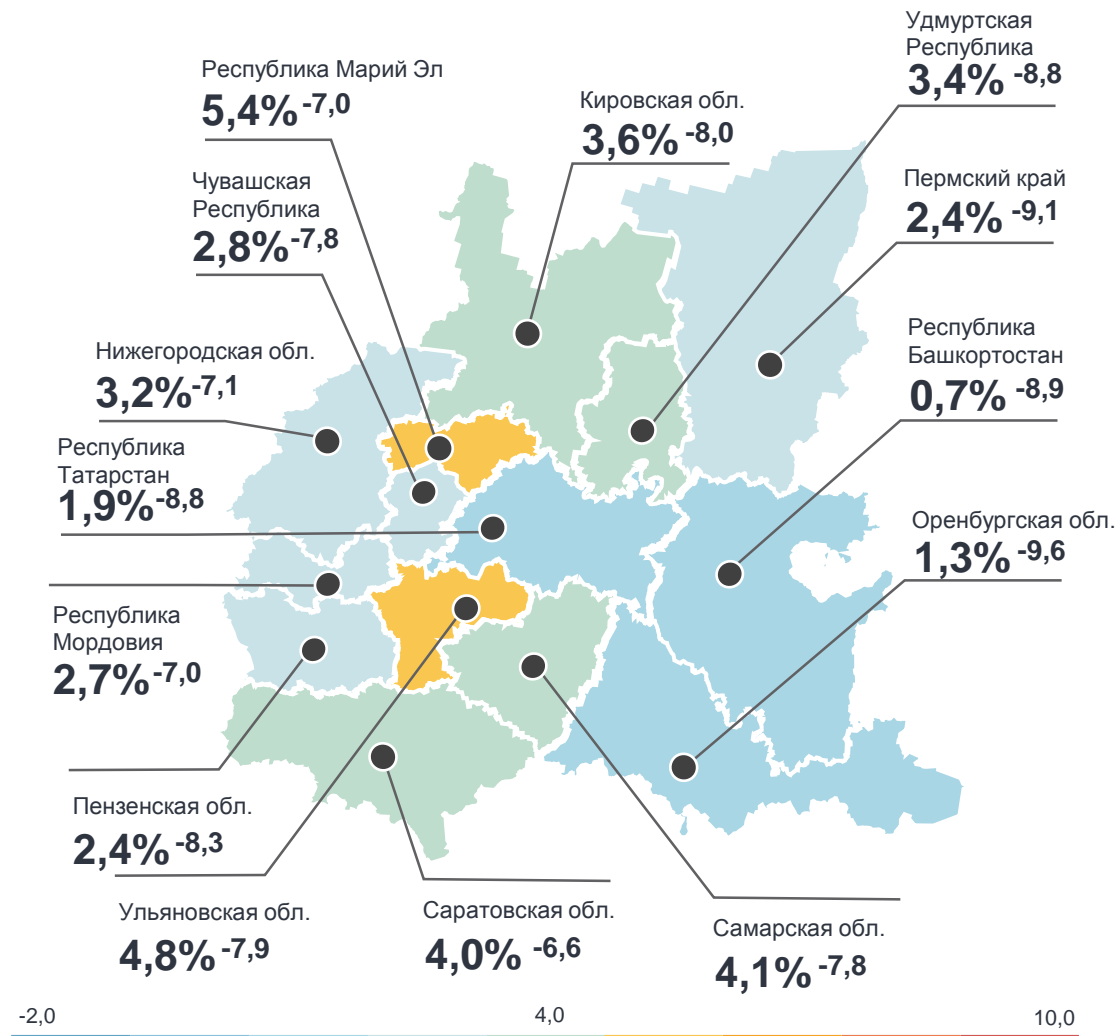 Удмуртская
Республика
3,4% -8,8
Республика Марий Эл
5,4% -7,0
Кировская обл.
3,6% -8,0
Чувашская
Республика
2,8% -7,8
Пермский край
2,4% -9,1
Нижегородская обл.
3,2% -7,1
Республика
Башкортостан
0,7% -8,9
Республика
Татарстан
1,9% -8,8
Оренбургская обл.
1,3% -9,6
Республика
Мордовия
2,7% -7,0
Пензенская обл.
2,4% -8,3
Ульяновская обл.
4,8% -7,9
Саратовская обл.
4,0% -6,6
Самарская обл.
4,1% -7,8
-2,0 4,0 10,0